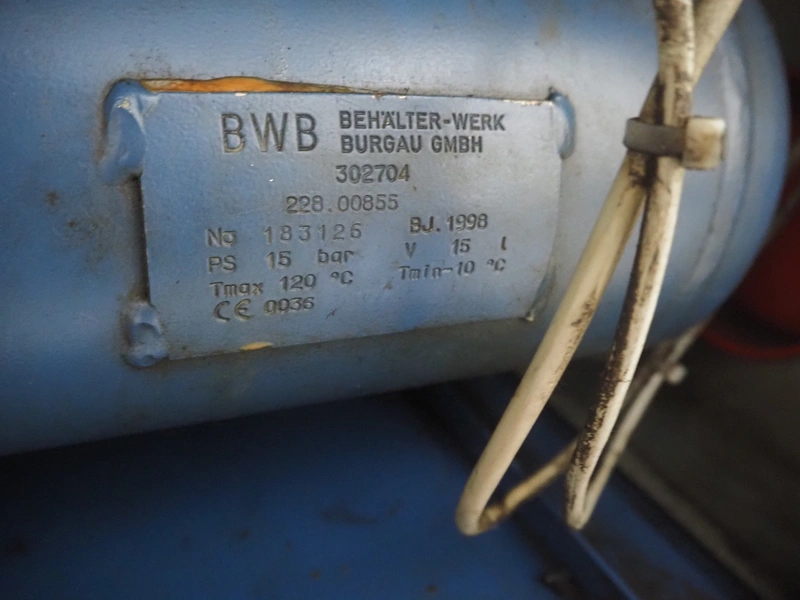 BWB BEHÄLTER-WERK
BURGAU GMBH
302704
228.00855
No 183126 BJ. 1998
PS 15 bar V 15 l
Tmax 120 °C Tmin-10 °C
CE 0036